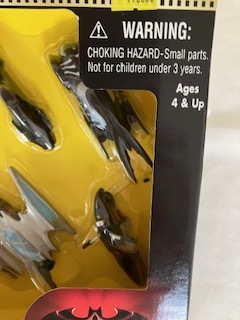 WARNING:
CHOKING HAZARD-Small parts.
Not for children under 3 years.
Ages
4 & Up